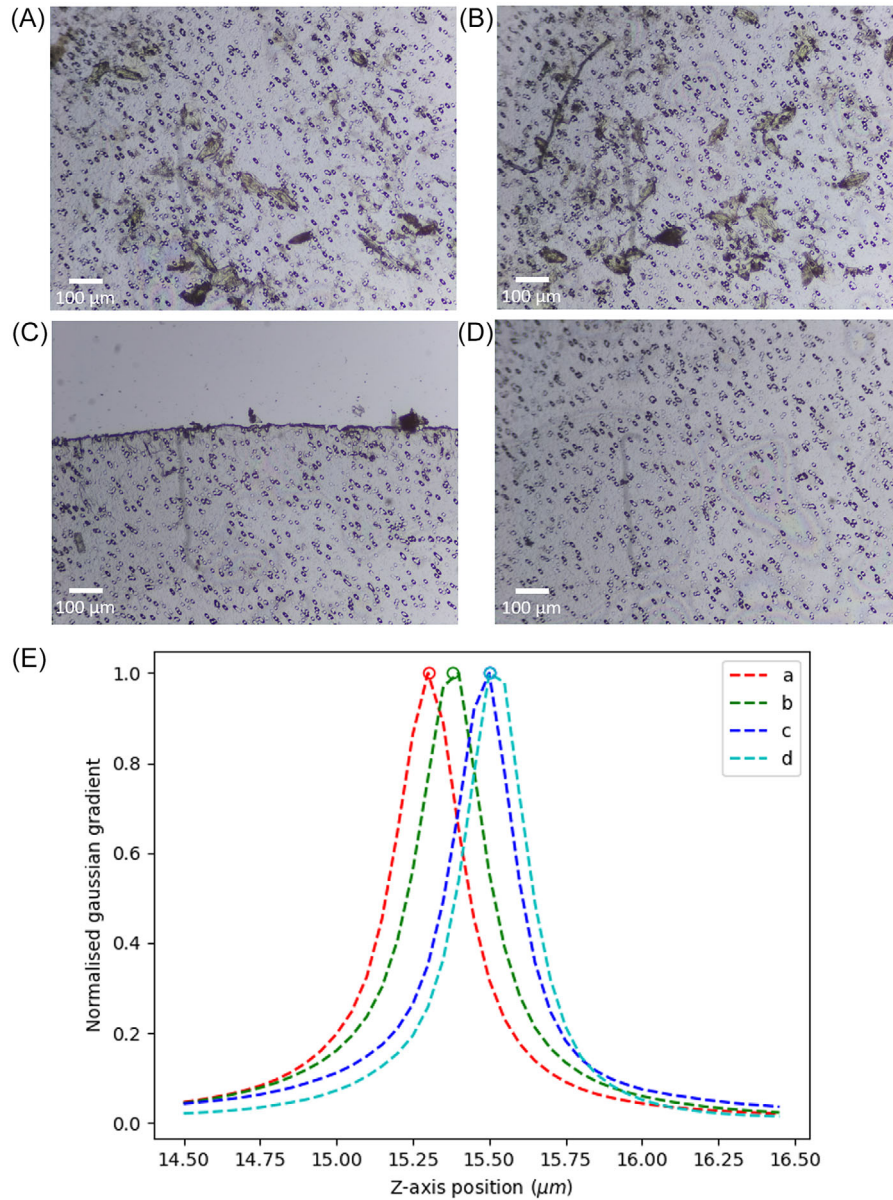 (A)
(B)
100 μm
100 μm
(C)
(D)
100 μm
100 μm
(E)
1.0
0.8
0.6
0.4
0.2
0.0
Normalised gaussian gradient
a
b
c
d
14.50 14.75 15.00 15.25 15.50 15.75 16.00 16.25 16.50
Z-axis position (μm)